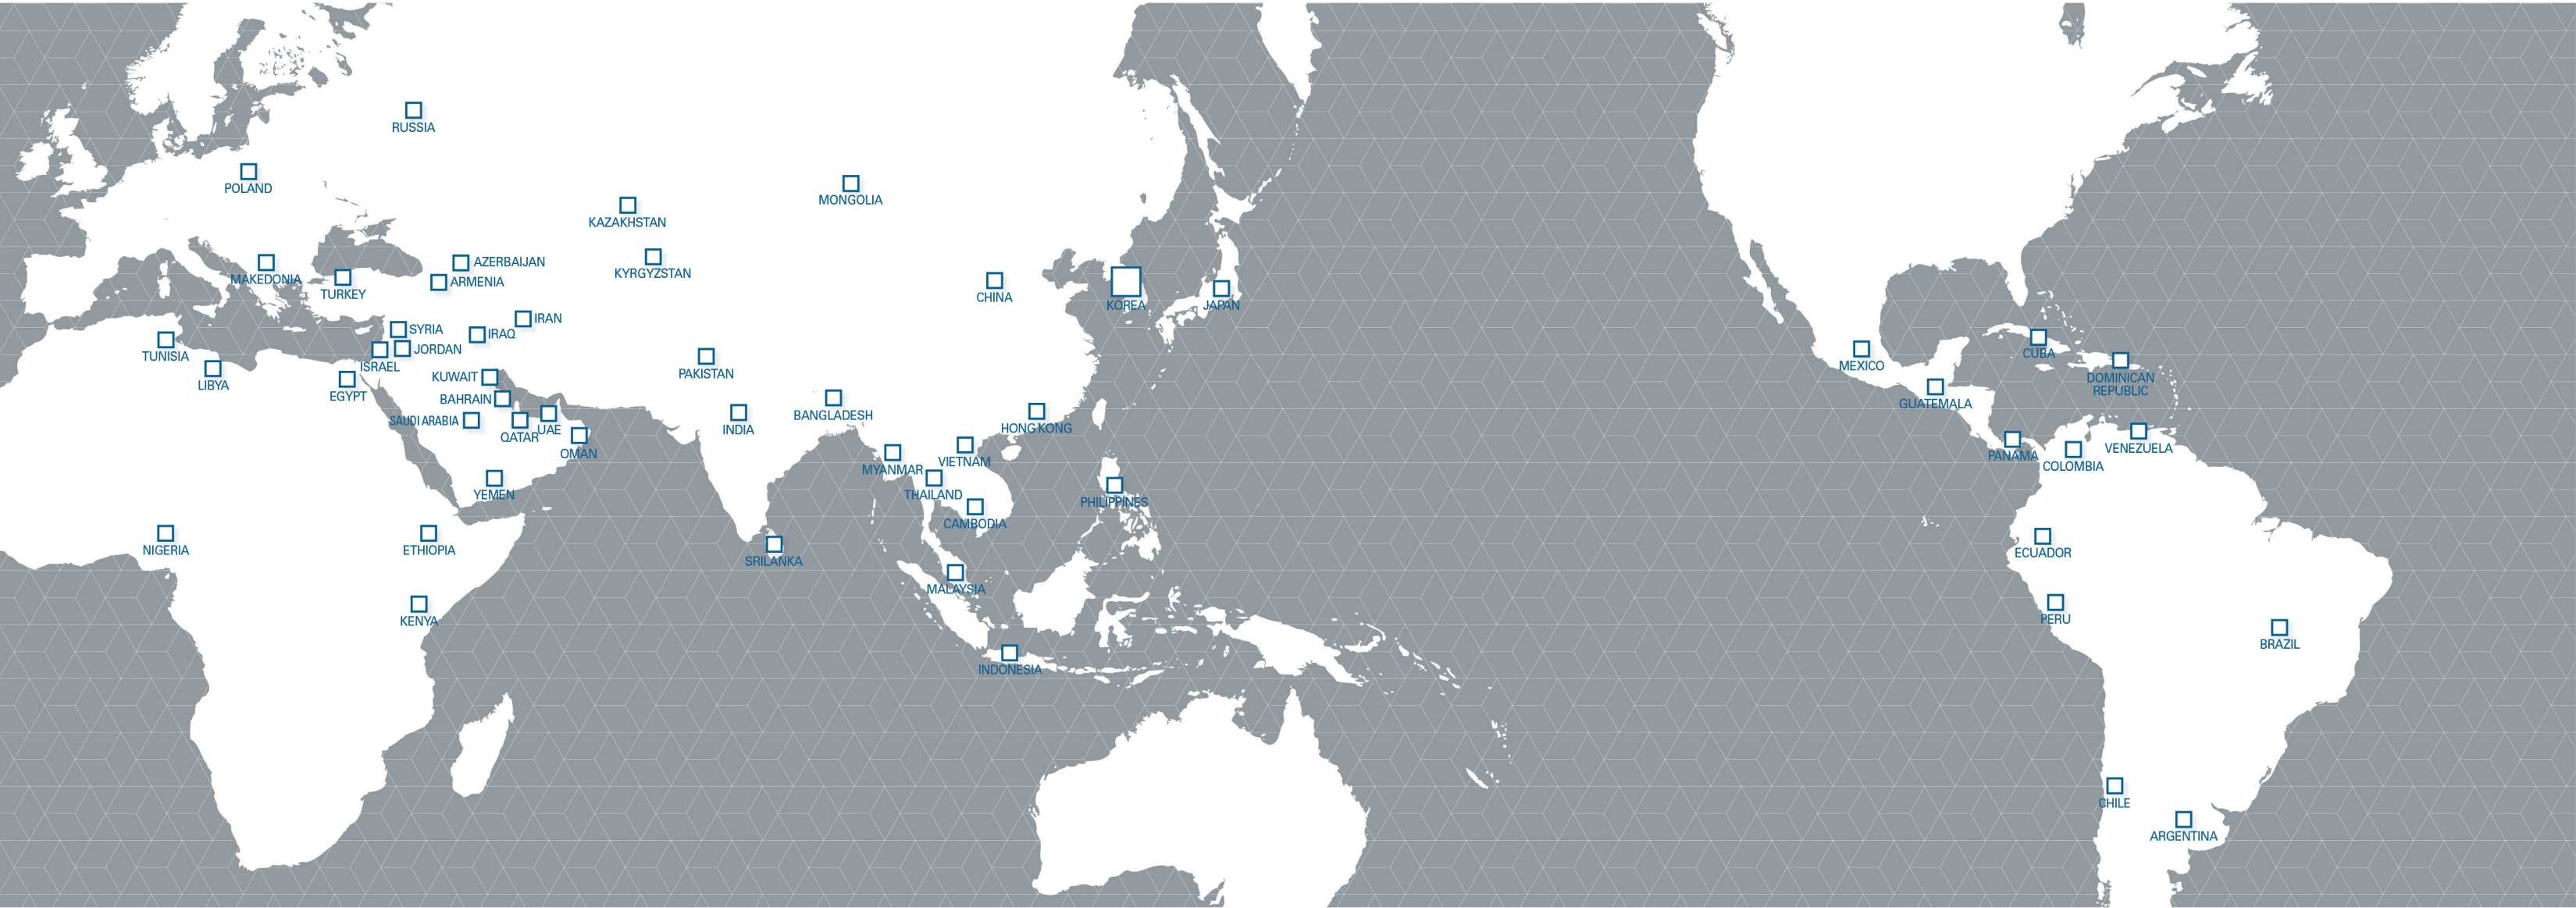 RUSSIA
POLAND
MONGOLIA
KAZAKHSTAN
AZERBAIJAN
KYRGYZSTAN
MAKEDONIA
ARMENIA
TURKEY
CHINA
KOREA
JAPAN
IRAN
SYRIA
IRAQ
JORDAN
TUNISIA
ISRAEL
CUBA
MEXICO
PAKISTAN
KUWAIT
DOMINICAN
REPUBLIC
LIBYA
EGYPT
BAHRAIN
GUATEMALA
BANGLADESH
SAUDI ARABIA
HONG KONG
INDIA
UAE
QATAR
VENEZUELA
OMAN
PANAMA
VIETNAM
COLOMBIA
MYANMAR
YEMEN
THAILAND
PHILIPPINES
CAMBODIA
NIGERIA
ETHIOPIA
ECUADOR
SRILANKA
MALAYSIA
KENYA
PERU
BRAZIL
INDONESIA
CHILE
ARGENTINA